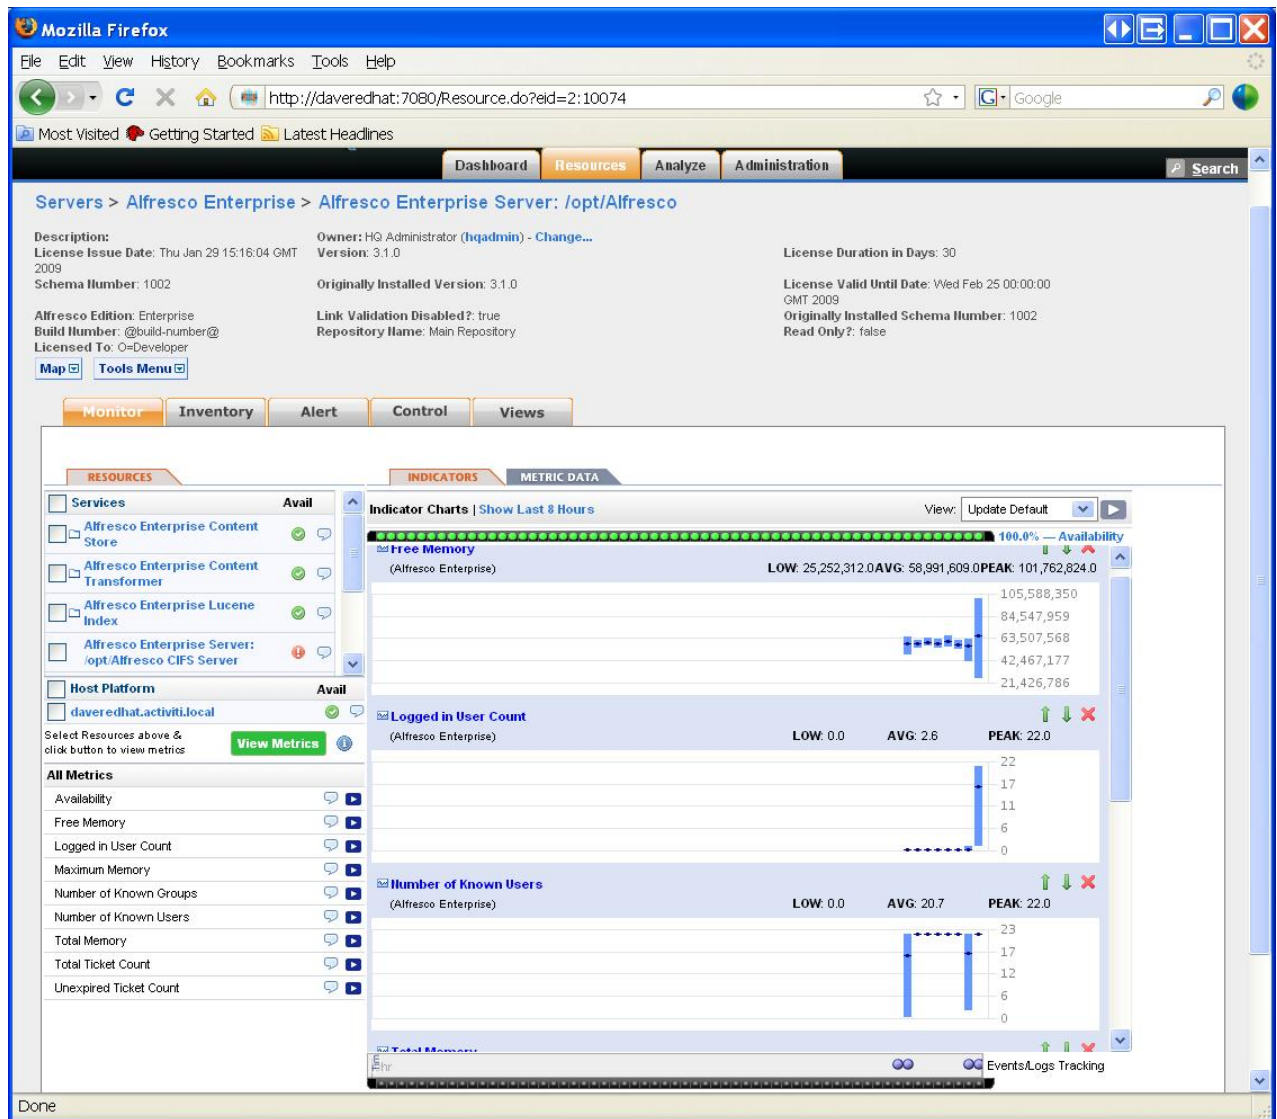 Mozilla Firefox
File Edit View History Bookmarks Tools Help
http://daveredhat:7080/Resource.do?eid=2:10074
G Google
Most Visited Getting Started Latest Headlines
Dashboard Resources Analyze Administration
Search
Servers > Alfresco Enterprise > Alfresco Enterprise Server: /opt/Alfresco
Description: Owner: HQ Administrator (hqadmin) - Change...
License Issue Date: Thu Jan 29 15:16:04 GMT Version: 3.1.0 License Duration in Days: 30
2009
Schema Number: 1002 Originally Installed Version: 3.1.0 License Valid Until Date: Wed Feb 25 00:00:00
GMT 2009
Alfresco Edition: Enterprise Link Validation Disabled?: true Originally Installed Schema Number: 1002
Build Number: @build-number@ Repository Name: Main Repository Read Only?: false
Licensed To: O=Developer
Map Tools Menu
Monitor Inventory Alert Control Views
RESOURCES
Services Avail
Alfresco Enterprise Content
Store
Alfresco Enterprise Content
Transformer
Alfresco Enterprise Lucene
Index
Alfresco Enterprise Server:
/opt/Alfresco CIFS Server
Host Platform Avail
daveredhat.activiti.local
Select Resources above &
click button to view metrics
View Metrics
All Metrics
Availability
Free Memory
Logged in User Count
Maximum Memory
Number of Known Groups
Number of Known Users
Total Memory
Total Ticket Count
Unexpired Ticket Count
INDICATORS METRIC DATA
Indicator Charts | Show Last 8 Hours View: Update Default
100.0% — Availability
Free Memory
(Alfresco Enterprise) LOW: 25,252,312.0 AVG: 58,991,609.0 PEAK: 101,762,824.0
105,588,350
84,547,959
63,507,568
42,467,177
21,426,786
Logged in User Count
(Alfresco Enterprise) LOW: 0.0 AVG: 2.6 PEAK: 22.0
22
17
11
6
0
Number of Known Users
(Alfresco Enterprise) LOW: 0.0 AVG: 20.7 PEAK: 22.0
23
17
12
6
0
Total Memory
Events/Logs Tracking
Done